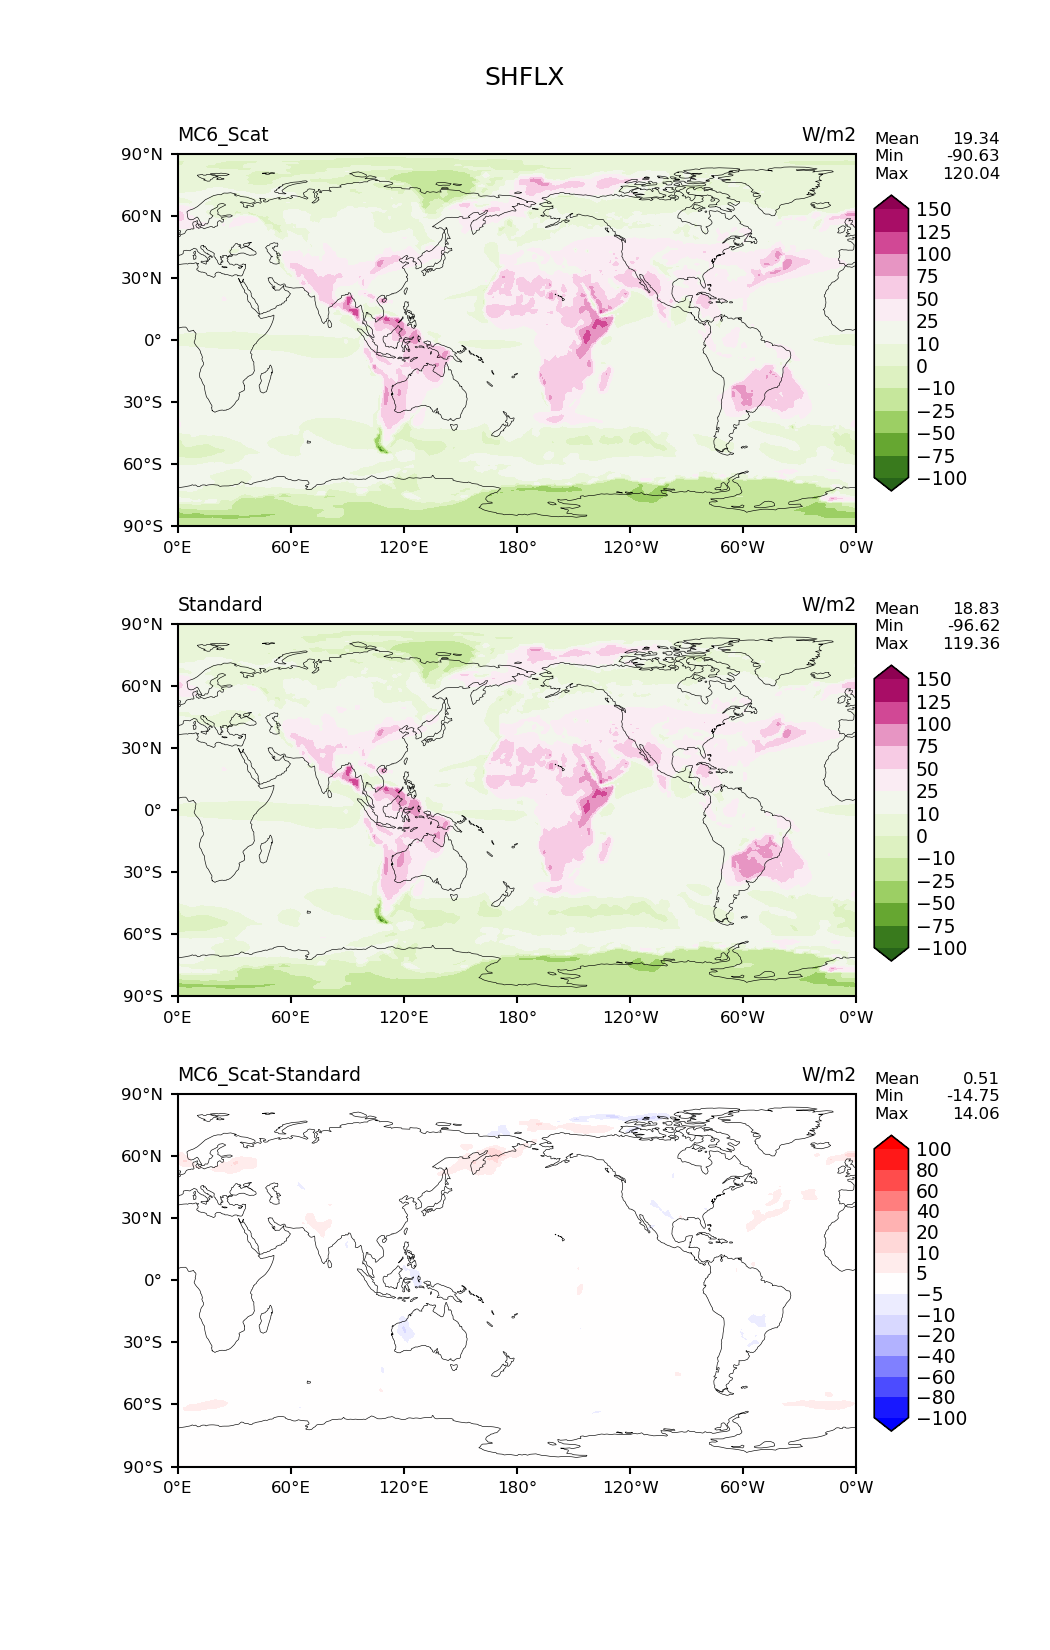 SHFLX
MC6_Scat W/m2
Mean 19.34
Min -90.63
Max 120.04
90°N
60°N
30°N
0°
30°S
60°S
90°S
0°E 60°E 120°E 180° 120°W 60°W 0°W
150
125
100
75
50
25
10
0
−10
−25
−50
−75
−100
Standard W/m2
Mean 18.83
Min -96.62
Max 119.36
90°N
60°N
30°N
0°
30°S
60°S
90°S
0°E 60°E 120°E 180° 120°W 60°W 0°W
150
125
100
75
50
25
10
0
−10
−25
−50
−75
−100
MC6_Scat-Standard W/m2
Mean 0.51
Min -14.75
Max 14.06
90°N
60°N
30°N
0°
30°S
60°S
90°S
0°E 60°E 120°E 180° 120°W 60°W 0°W
100
80
60
40
20
10
5
−5
−10
−20
−40
−60
−80
−100